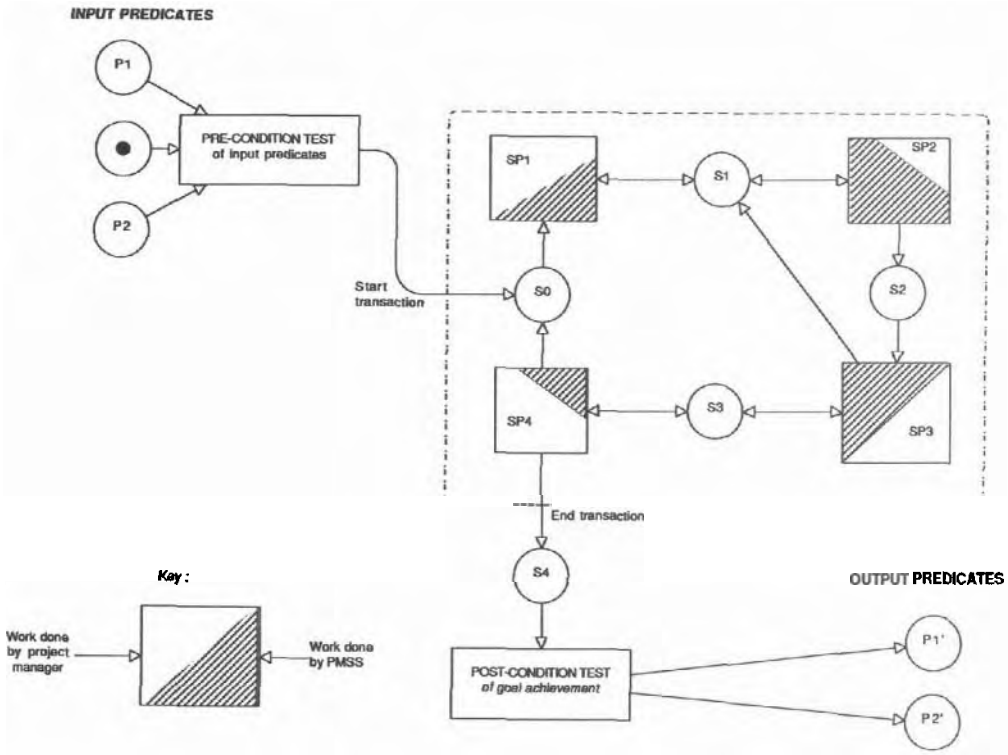 INPUT PREDICATES
P1
PRE-CONDITION TEST
of input predicates
P2
Start
transaction
SP1
S1
SP2
S0
S2
SP4
S3
SP3
End transaction
S4
Key :
Work done
by project
manager
Work done
by PMSS
OUTPUT PREDICATES
POST-CONDITION TEST
of goal achievement
P1'
P2'